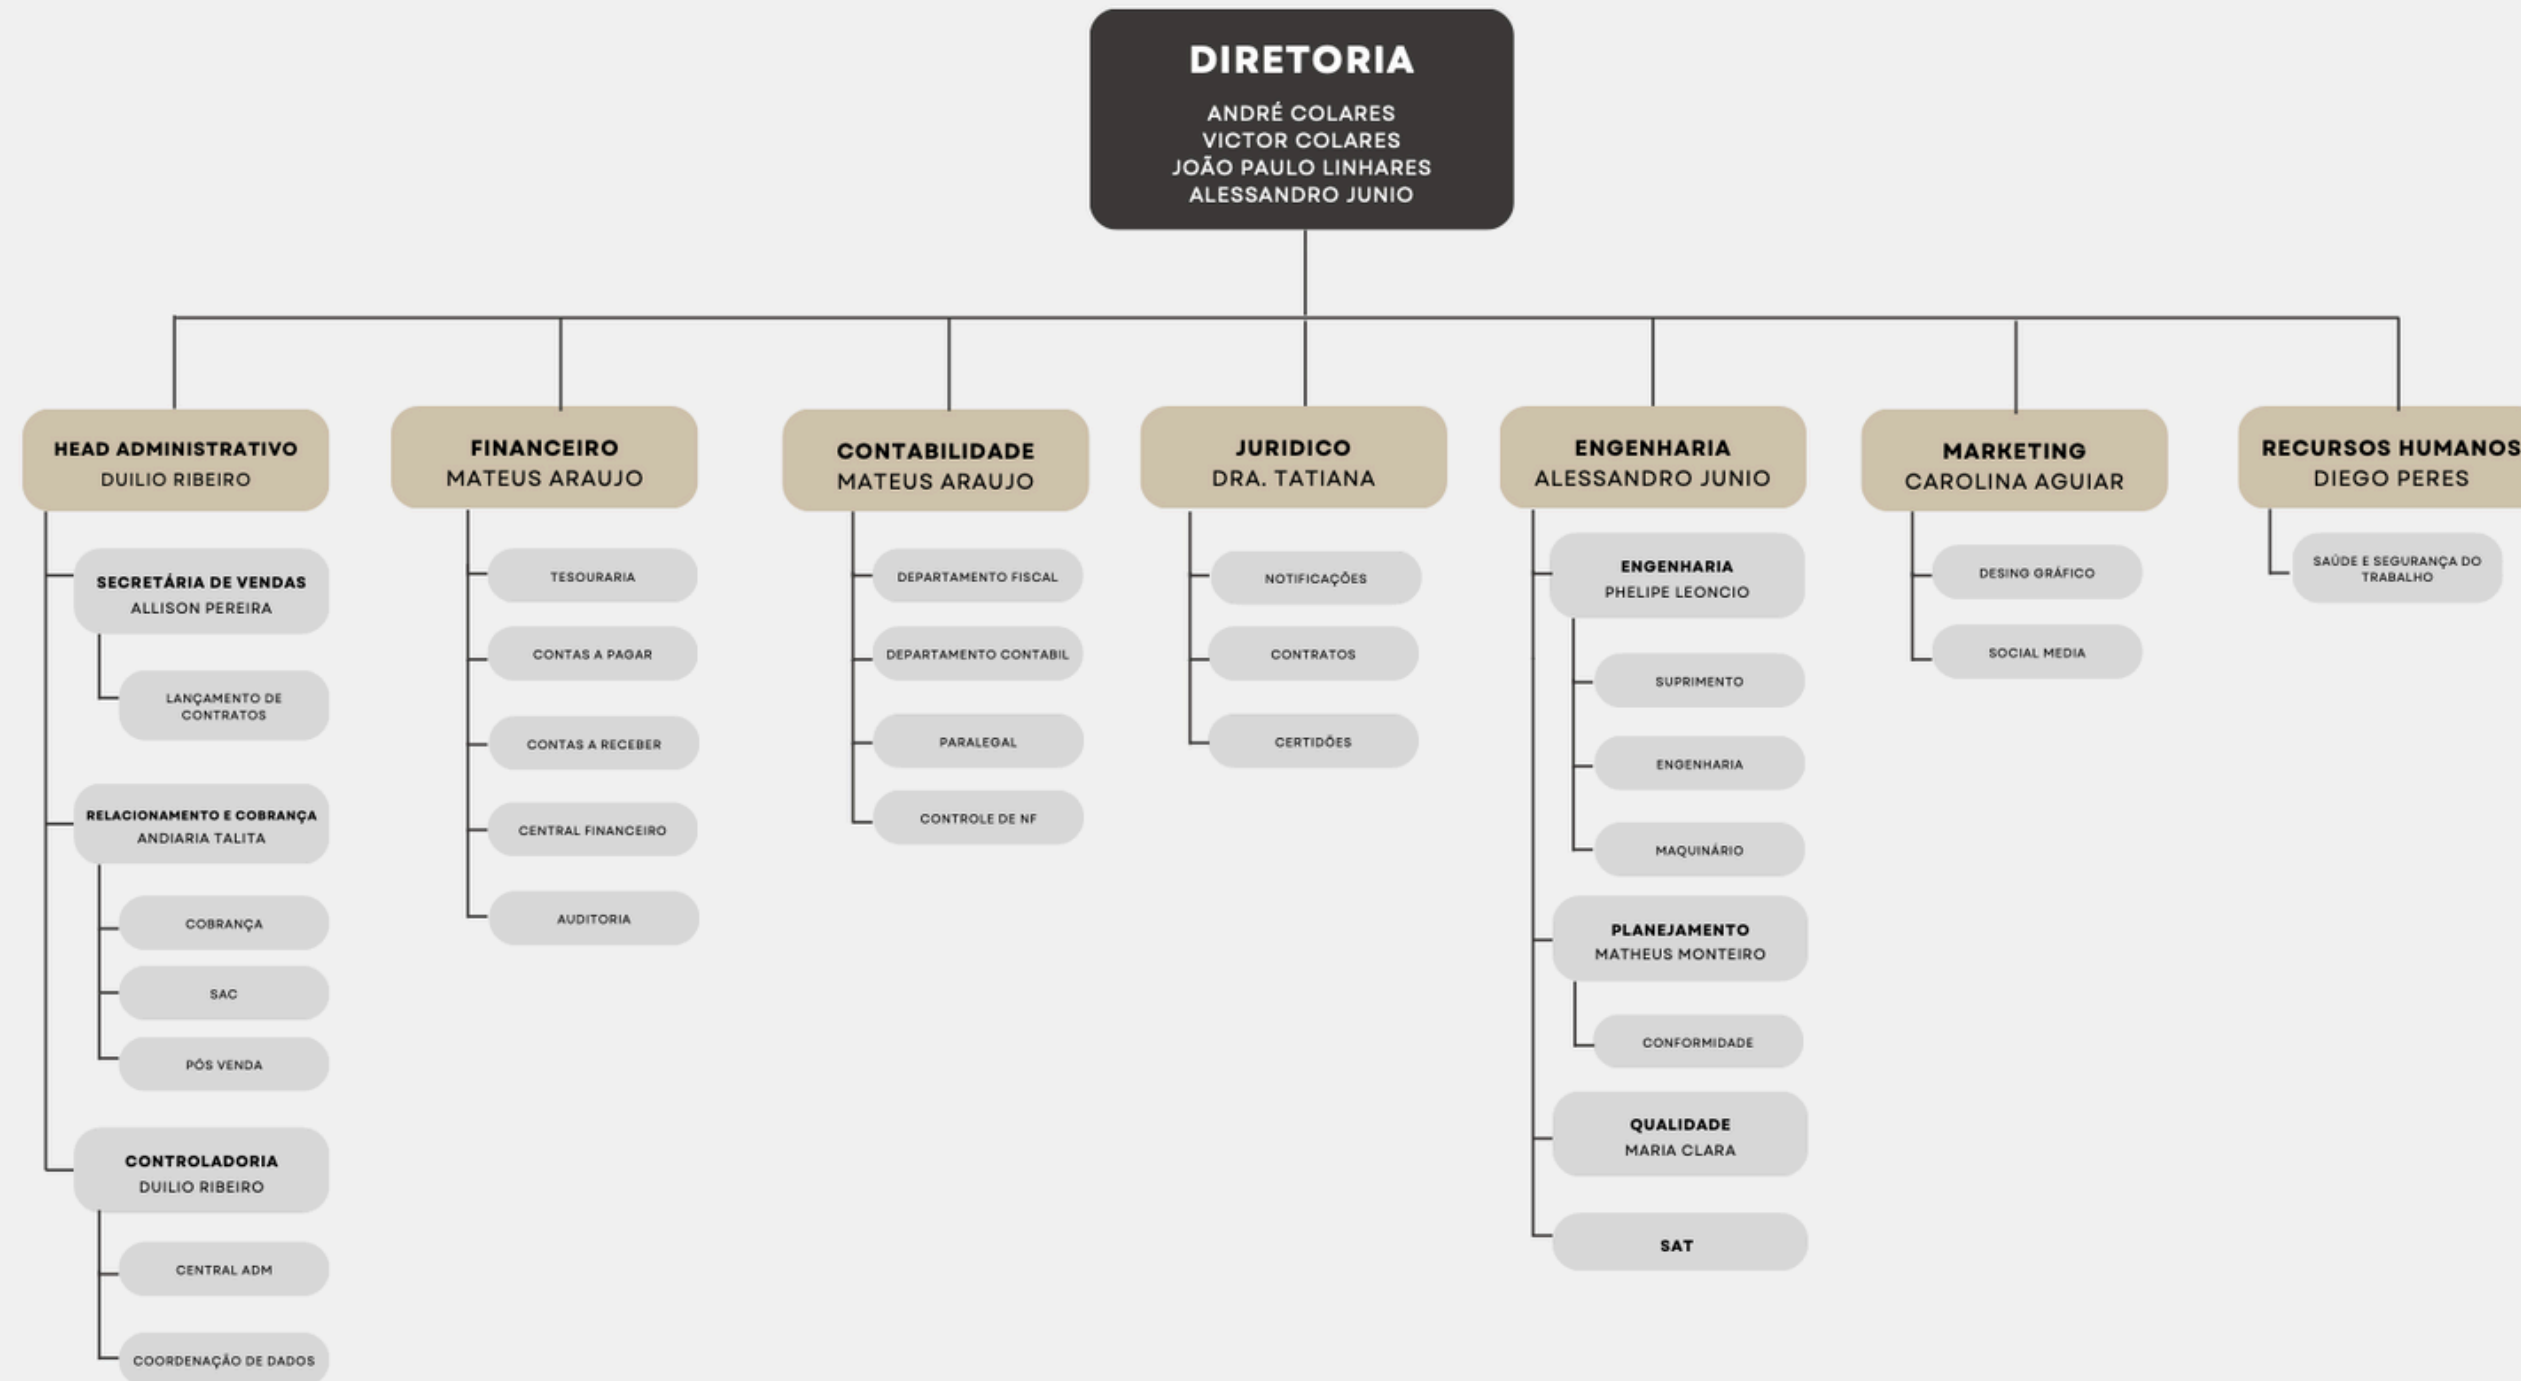 DIRETORIA
ANDRÉ COLARES
VICTOR COLARES
JOÃO PAULO LINHARES
ALESSANDRO JUNIO
HEAD ADMINISTRATIVO
DUILIO RIBEIRO
SECRETÁRIA DE VENDAS
ALLISON PEREIRA
LANÇAMENTO DE
CONTRATOS
RELACIONAMENTO E COBRANÇA
ANDIARIA TALITA
COBRANÇA
SAC
PÓS VENDA
CONTROLADORIA
DUILIO RIBEIRO
CENTRAL ADM
COORDENAÇÃO DE DADOS
FINANCEIRO
MATEUS ARAUJO
TESOURARIA
CONTAS A PAGAR
CONTAS A RECEBER
CENTRAL FINANCEIRO
AUDITORIA
CONTABILIDADE
MATEUS ARAUJO
DEPARTAMENTO FISCAL
DEPARTAMENTO CONTABIL
PARALEGAL
CONTROLE DE NF
JURIDICO
DRA. TATIANA
NOTIFICAÇÕES
CONTRATOS
CERTIDÕES
ENGENHARIA
ALESSANDRO JUNIO
ENGENHARIA
PHELIPE LEONCIO
SUPRIMENTO
ENGENHARIA
MAQUINÁRIO
PLANEJAMENTO
MATHEUS MONTEIRO
CONFORMIDADE
QUALIDADE
MARIA CLARA
SAT
MARKETING
CAROLINA AGUIAR
DESING GRÁFICO
SOCIAL MEDIA
RECURSOS HUMANOS
DIEGO PERES
SAÚDE E SEGURANÇA DO
TRABALHO